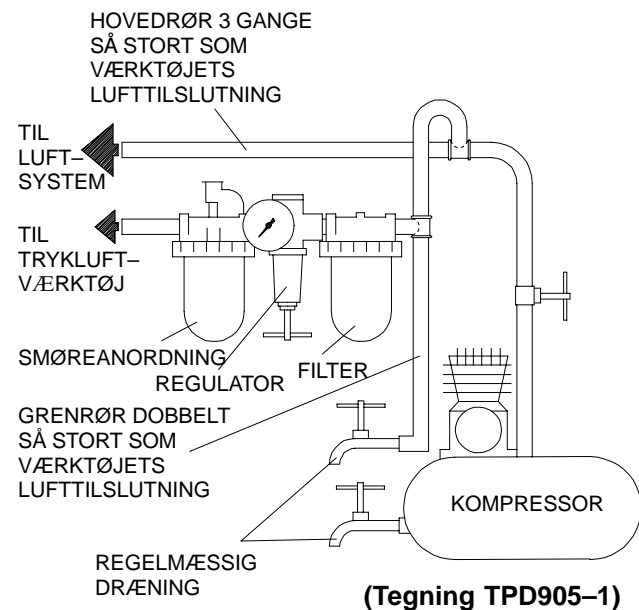 HOVEDRØR 3 GANGE
SÅ STORT SOM
VÆRKTØJETS
LUFTTILSLUTNING
TIL
LUFT–
SYSTEM
TIL
TRYKLUFT–
VÆRKTØJ
SMØREANORDNING
REGULATOR
FILTER
GRENRØR DOBBELT
SÅ STORT SOM
VÆRKTØJETS
LUFTTILSLUTNING
KOMPRESSOR
REGELMÆSSIG
DRÆNING
(Tegning TPD905–1)